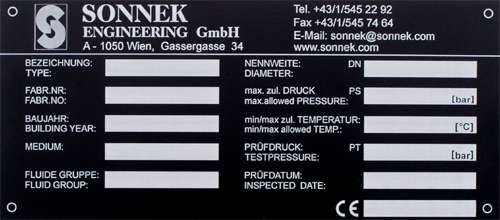 SONNEK
ENGINEERING GmbH
A - 1050 Wien, Gassergasse 34
Tel. +43/1/545 22 92
Fax +43/1/545 74 64
E-Mail: sonnek@sonnek.com
www.sonnek.com
BEZEICHNUNG:
TYPE:
FABR.NR:
FABR.NO:
BAUJAHR:
BUILDING YEAR:
MEDIUM:
FLUIDE GRUPPE:
FLUID GROUP:
NENNWEITE: DN
DIAMETER:
max. zul. DRUCK PS
max.allowed PRESSURE: [bar]
min/max zul. TEMPERATUR:
min/max allowed TEMP.: [°C]
PRÜFDRUCK PT
TESTPRESSURE: [bar]
PRÜFDATUM:
INSPECTED DATE:
CE